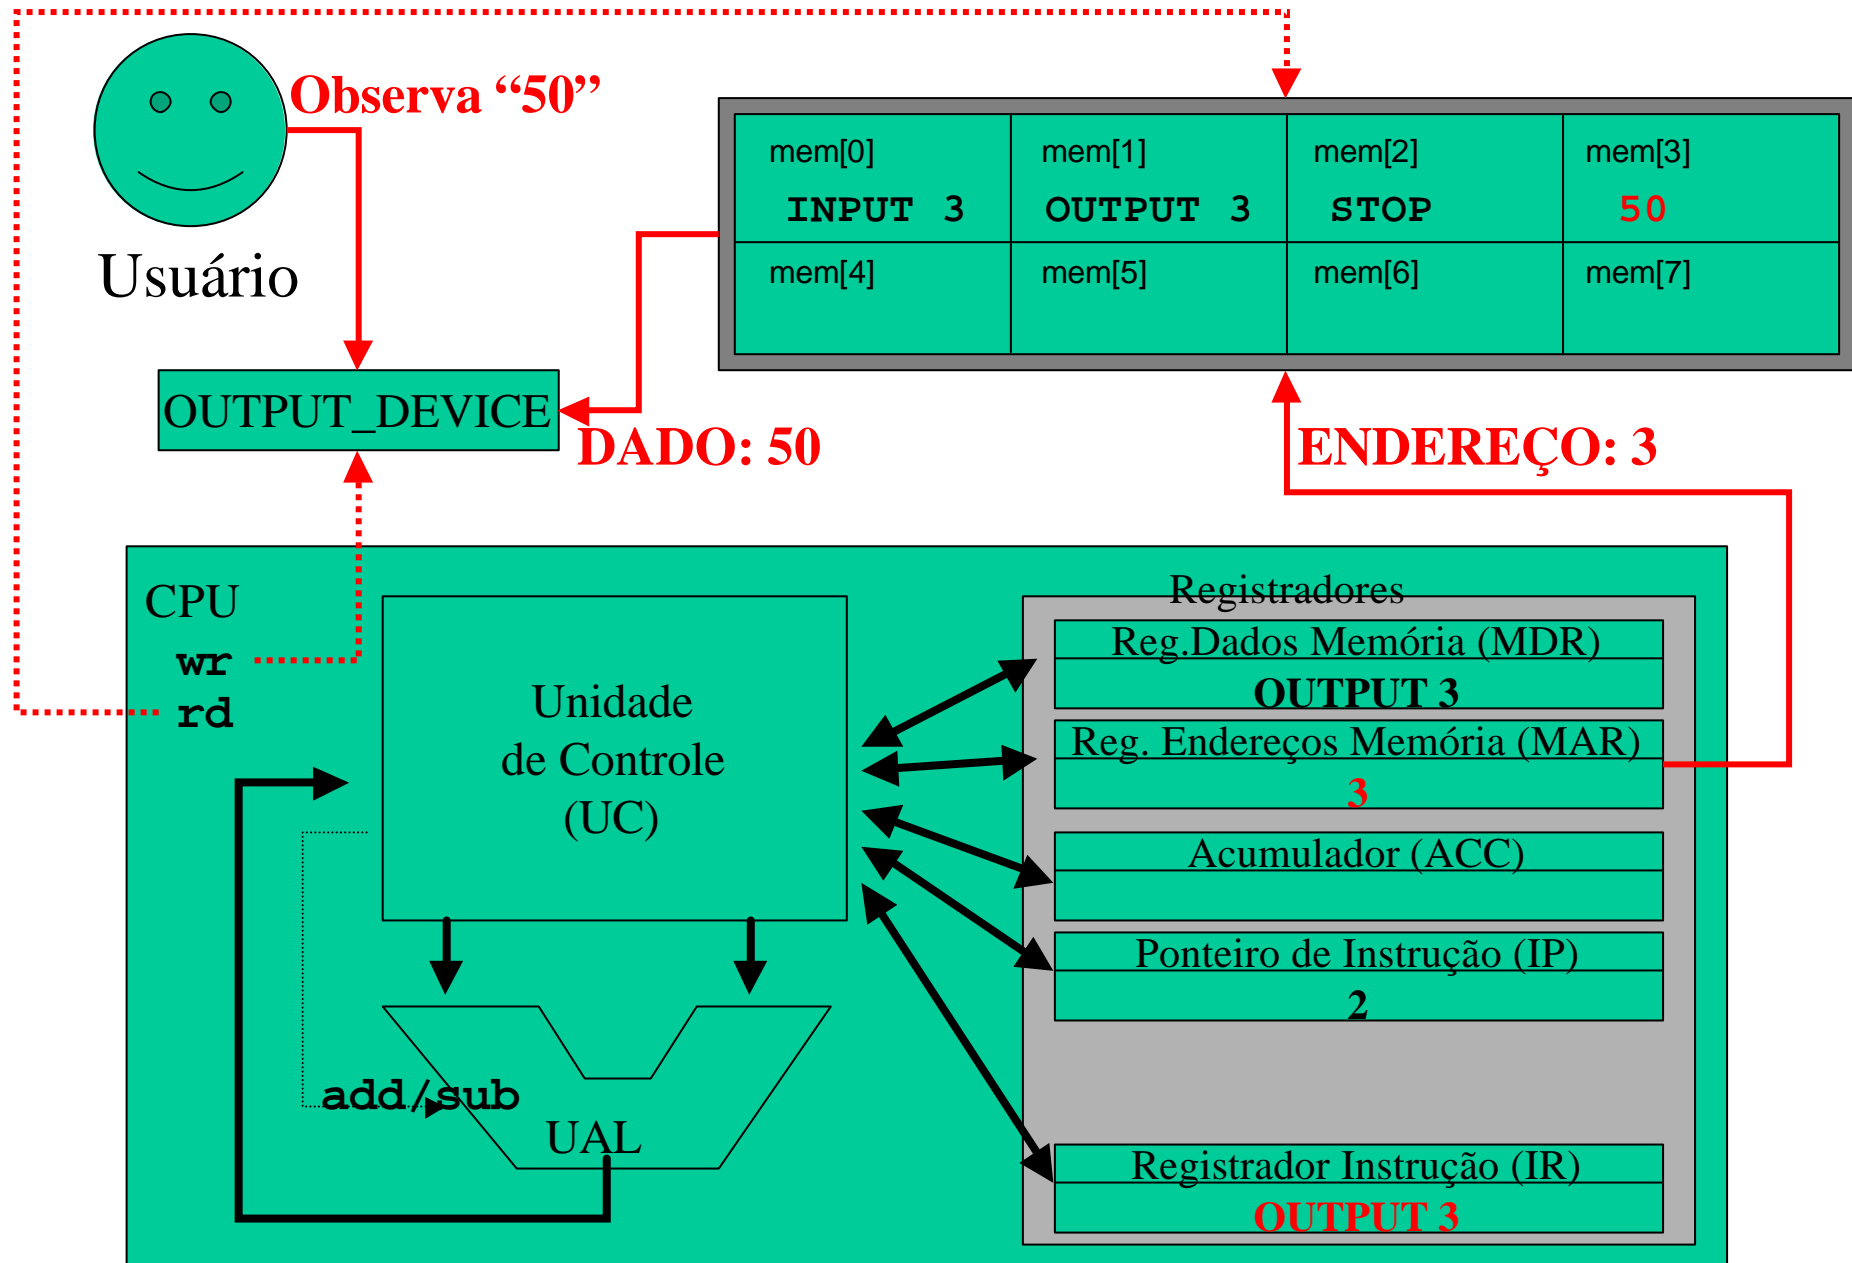 Observa “50”
Usuário
mem[0] mem[1] mem[2] mem[3]
INPUT 3 OUTPUT 3 STOP 50
mem[4] mem[5] mem[6] mem[7]
OUTPUT_DEVICE
DADO: 50
ENDEREÇO: 3
CPU
wr
rd
Unidade
de Controle
(UC)
add/sub
UAL
Registradores
Reg.Dados Memória (MDR)
OUTPUT 3
Reg. Endereços Memória (MAR)
3
Acumulador (ACC)
Ponteiro de Instrução (IP)
2
Registrador Instrução (IR)
OUTPUT 3